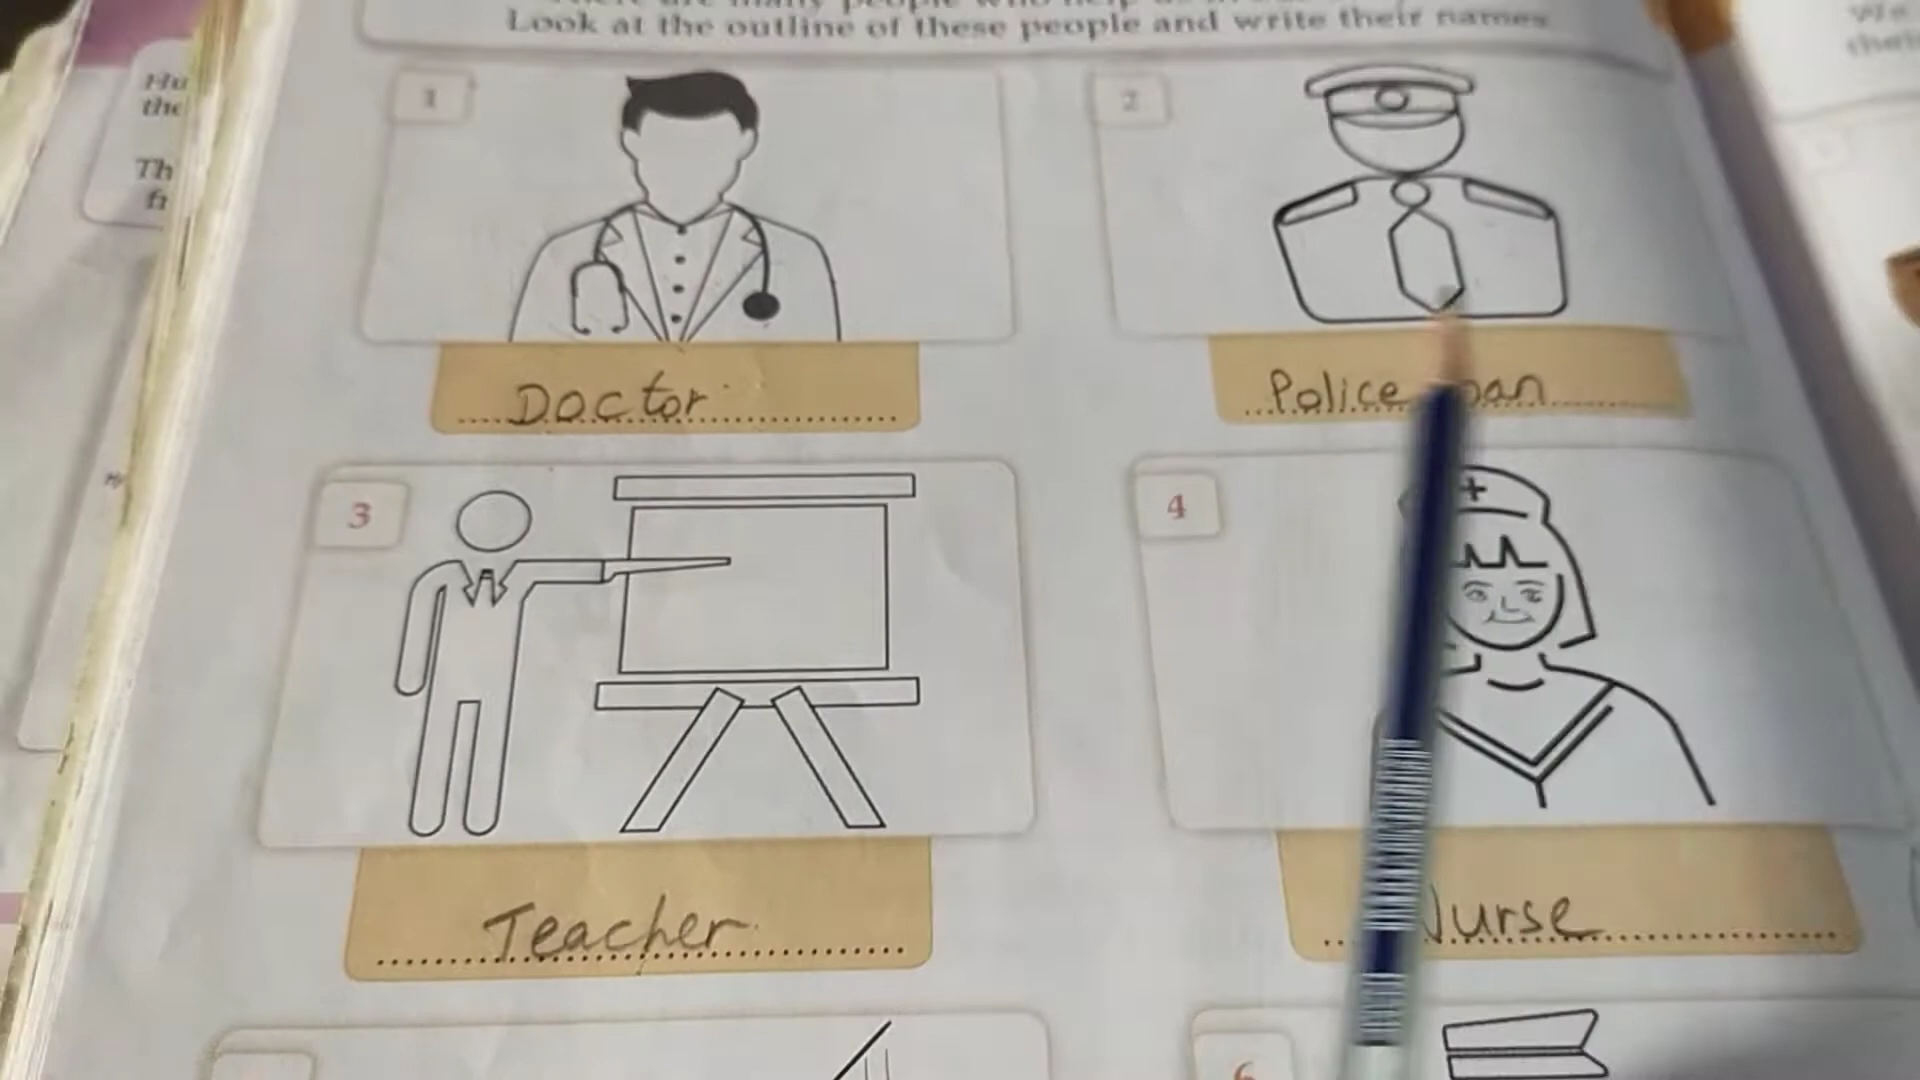 Look at the outline of these people and write their names
1
2
Doctor
Police
3
4
Teacher
Nurse
6